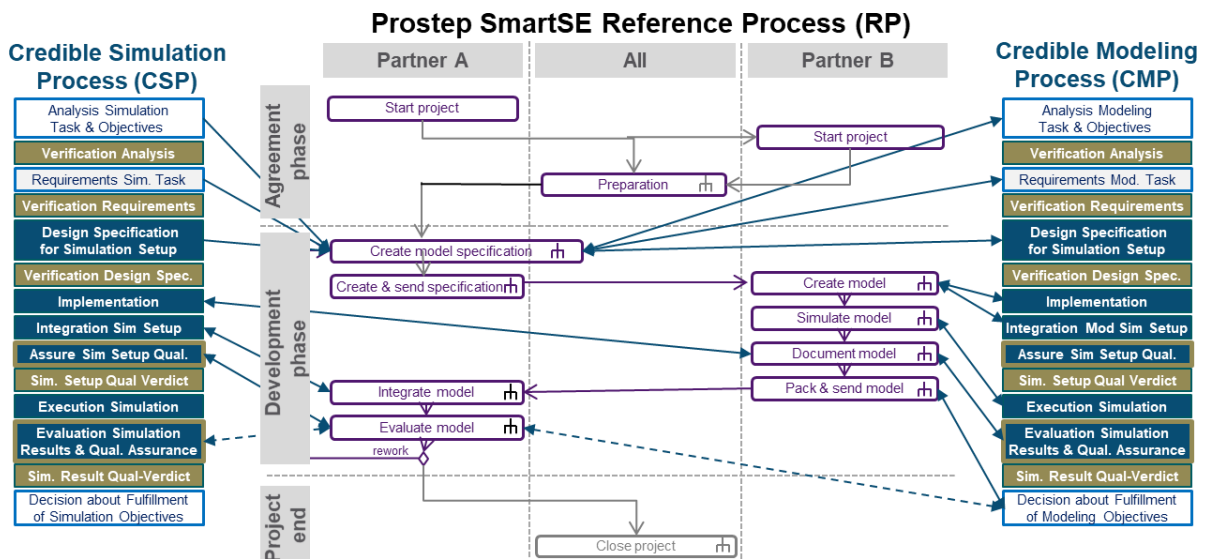 Prostep SmartSE Reference Process (RP)
Credible Simulation
Process (CSP)
Partner A
All
Partner B
Credible Modeling
Process (CMP)
Analysis Simulation
Task & Objectives
Verification Analysis
Requirements Sim. Task
Verification Requirements
Design Specification
for Simulation Setup
Verification Design Spec.
Implementation
Integration Sim Setup
Assure Sim Setup Qual.
Sim. Setup Qual Verdict
Execution Simulation
Evaluation Simulation
Results & Qual. Assurance
Sim. Result Qual-Verdict
Decision about Fulfillment
of Simulation Objectives
Agreement
phase
Start project
Start project
Preparation
Development
phase
Create model specification
Create & send specification
Create model
Simulate model
Document model
Pack & send model
Integrate model
Evaluate model
rework
Project
end
Close project
Analysis Modeling
Task & Objectives
Verification Analysis
Requirements Mod. Task
Verification Requirements
Design Specification
for Simulation Setup
Verification Design Spec.
Implementation
Integration Mod Sim Setup
Assure Sim Setup Qual.
Sim. Setup Qual Verdict
Execution Simulation
Evaluation Simulation
Results & Qual. Assurance
Sim. Result Qual-Verdict
Decision about Fulfillment
of Modeling Objectives